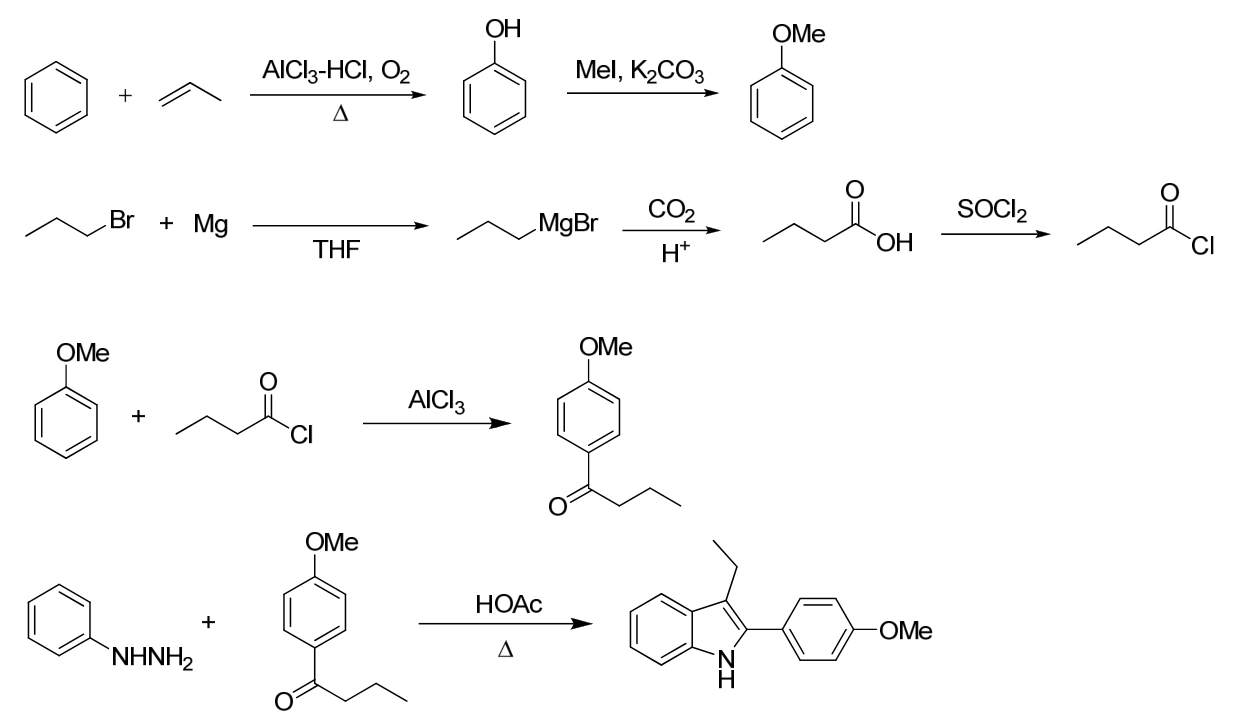 OH
OMe
AlCl₃-HCl, O₂
MeI, K₂CO₃
+
Δ
O
O
Br + Mg
MgBr
CO₂
SOCl₂
THF
H⁺
OH
Cl
OMe
OMe
O
AlCl₃
+
Cl
O
OMe
+
HOAc
OMe
NHNH₂
Δ
N
H
O